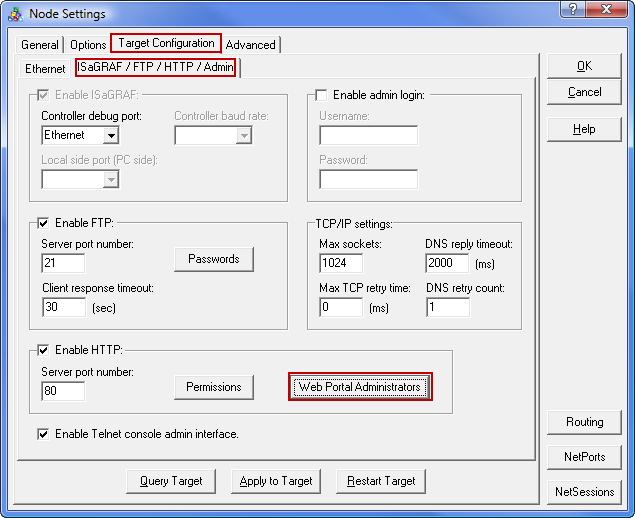 Node Settings
General Options Target Configuration Advanced
Ethernet ISaGRAF / FTP / HTTP / Admin
Enable ISaGRAF:
Controller debug port: Controller baud rate:
Ethernet
Local side port (PC side):
Enable admin login:
Username:
Password:
Enable FTP:
Server port number:
21 Passwords
Client response timeout:
30 (sec)
TCP/IP settings:
Max sockets: DNS reply timeout:
1024 2000 (ms)
Max TCP retry time: DNS retry count:
0 (ms) 1
Enable HTTP:
Server port number:
80 Permissions Web Portal Administrators
Enable Telnet console admin interface.
Query Target Apply to Target Restart Target
OK
Cancel
Help
Routing
NetPorts
NetSessions